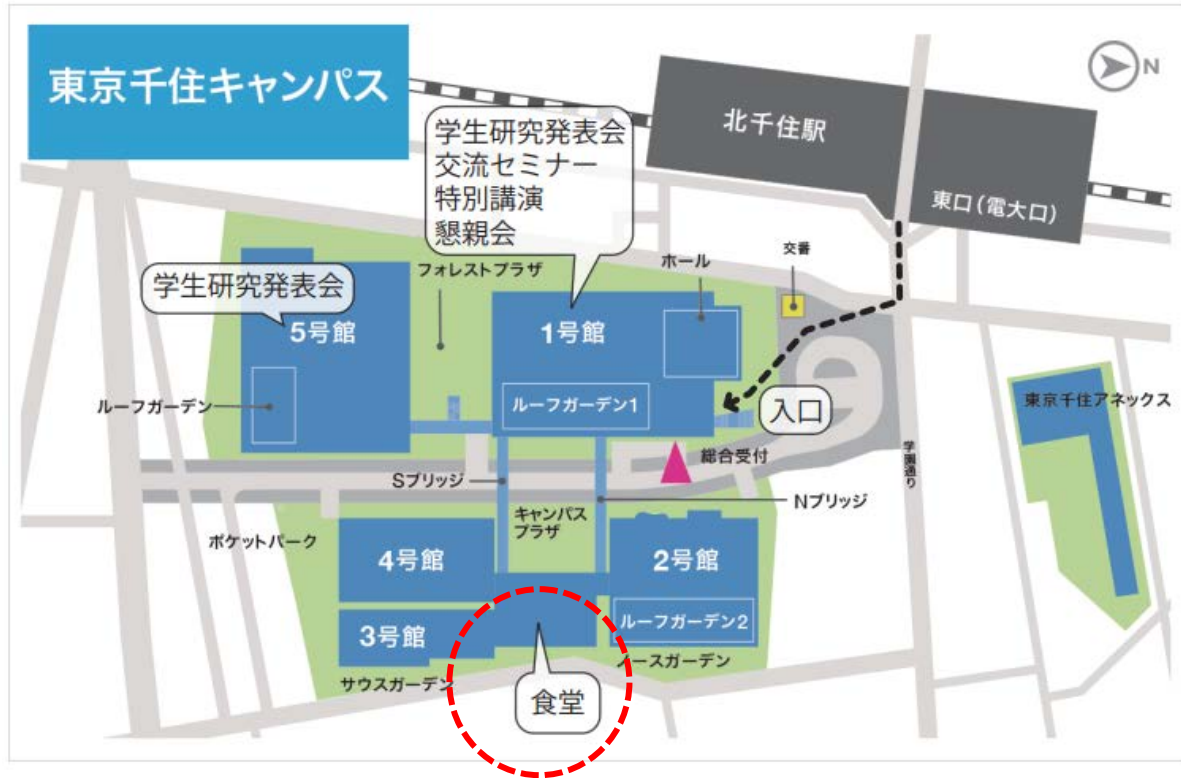 東京千住キャンパス
N
北千住駅
東口(電大口)
学生研究発表会
交流セミナー
特別講演
懇親会
フォレストプラザ
ホール
交番
学生研究発表会
5号館
1号館
ルーフガーデン
ルーフガーデン1
入口
東京千住アネックス
総合受付
学園通り
Sブリッジ
Nブリッジ
キャンパス
プラザ
ポケットパーク
4号館
2号館
3号館
ルーフガーデン2
ノースガーデン
サウスガーデン
食堂